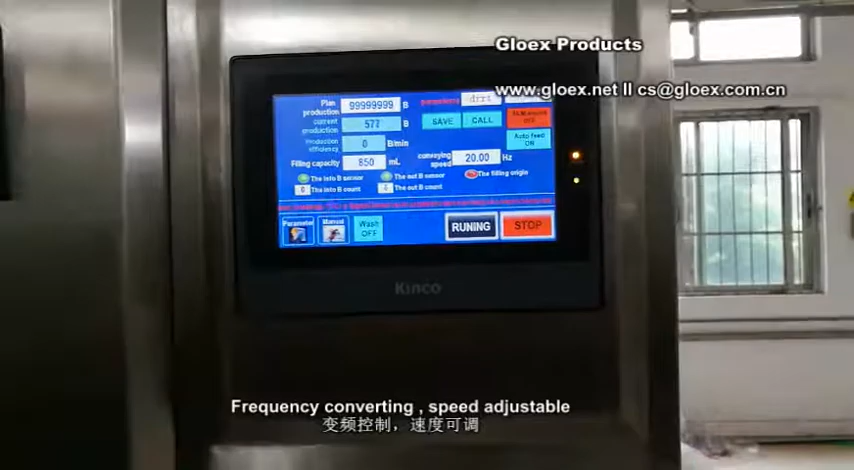 Gloex Products
www.gloex.net II cs@gloex.com.cn
Plan production 99999999 B
current production 577 B
Production efficiency 0 B/min
Filling capacity 850 mL
SAVE CALL
conveying speed 20.00 Hz
OFF
Auto feed ON
The into B sensor
The out B sensor
The filling origin
0 The into B count
The out B count
Parameter
Manual
Wash OFF
RUNING
STOP
Kinco
Frequency converting , speed adjustable
变频控制，速度可调